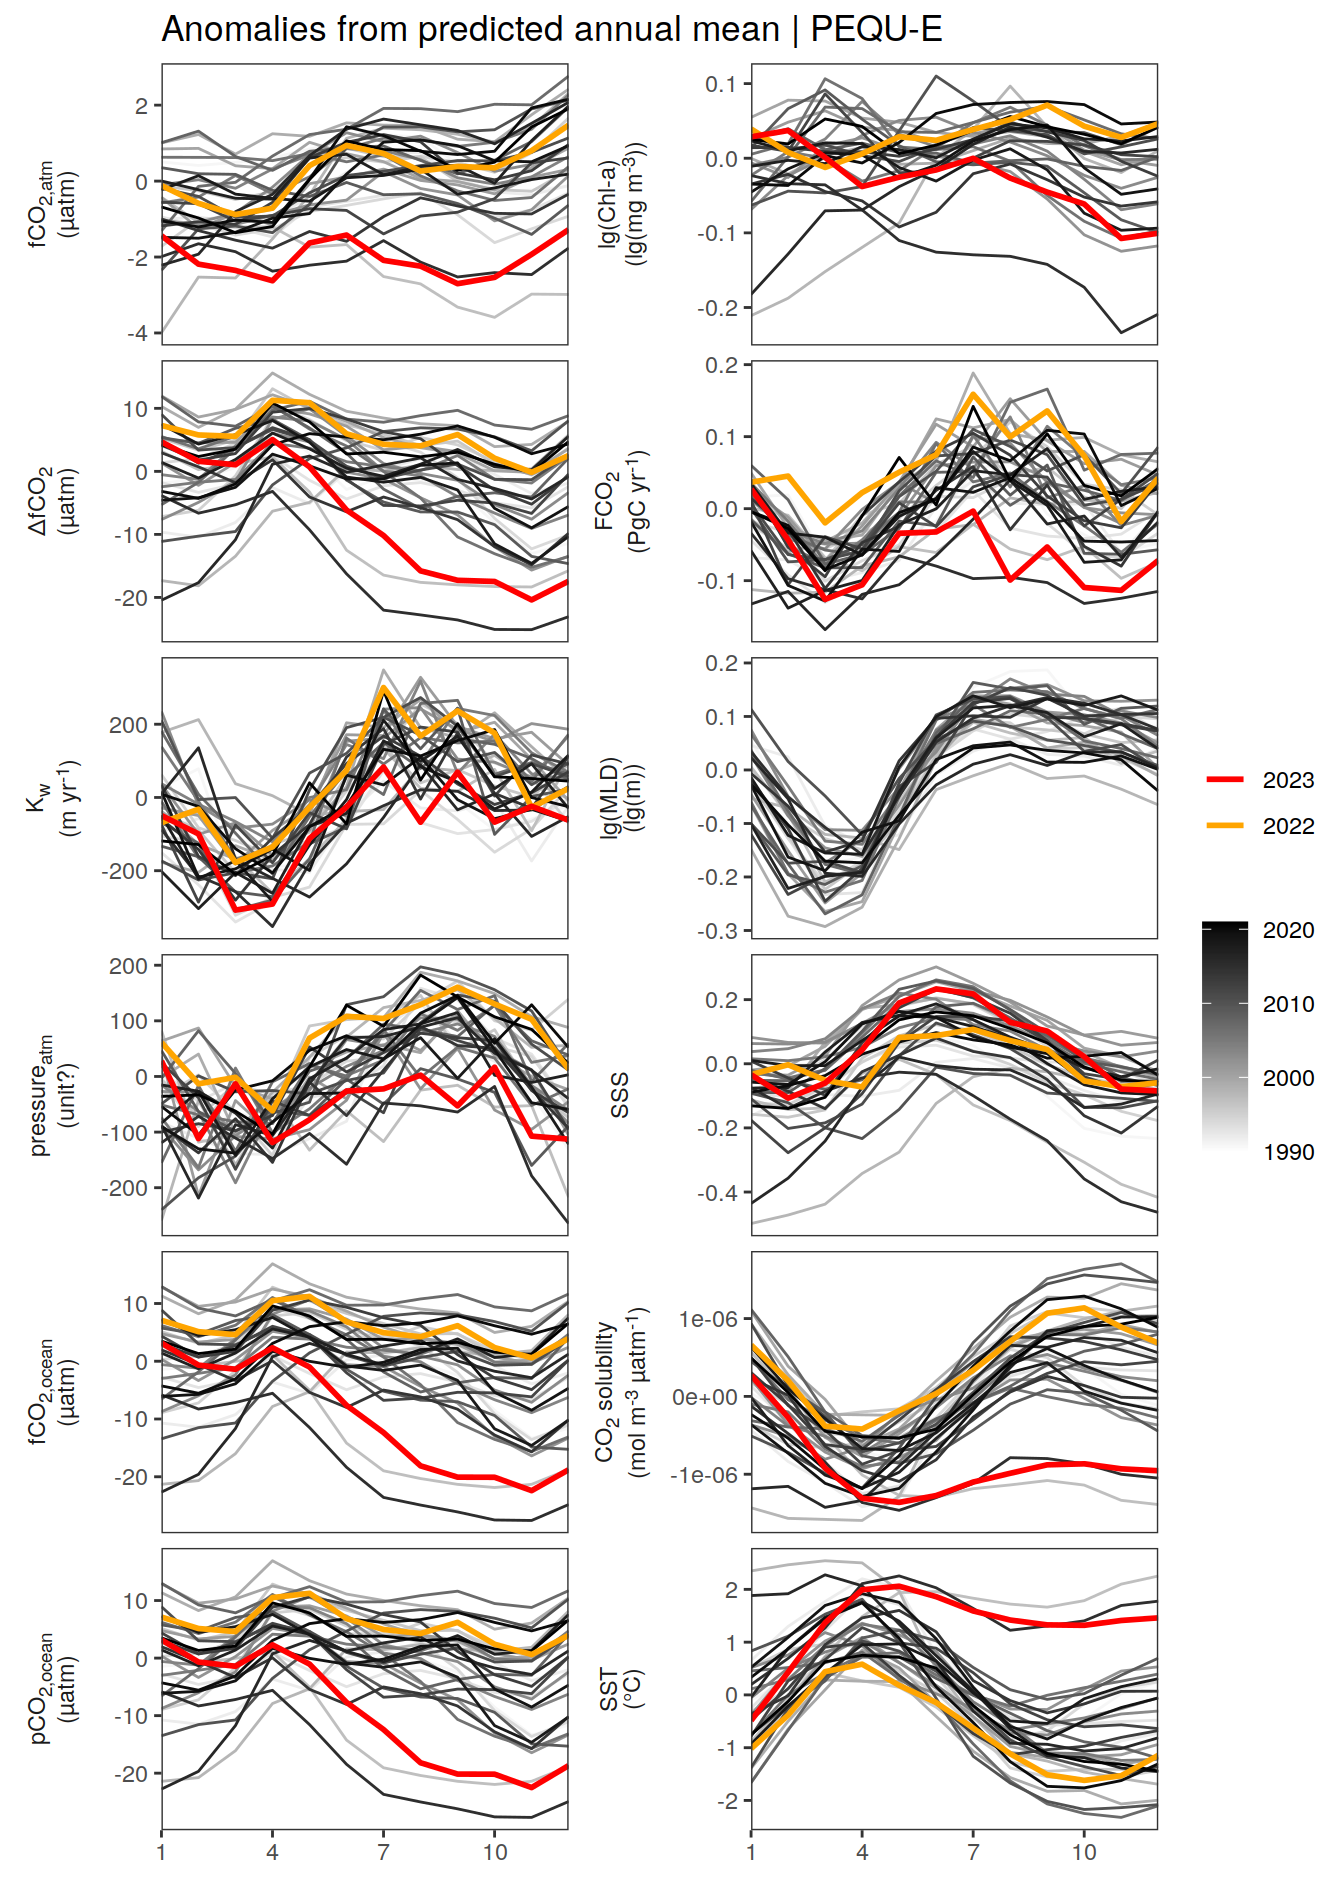 Anomalies from predicted annual mean | PEQU-E
fCO2,atm
(µatm)
2
0
-2
-4
lg(Chl-a)
(lg(mg m-3))
0.1
0.0
-0.1
-0.2
ΔfCO2
(µatm)
10
0
-10
-20
FCO2
(PgC yr-1)
0.2
0.1
0.0
-0.1
Kw
(m yr-1)
200
0
-200
lg(MLD)
(lg(m))
0.2
0.1
0.0
-0.1
-0.2
-0.3
pressureatm
(unit?)
200
100
0
-100
-200
SSS
0.2
0.0
-0.2
-0.4
fCO2,ocean
(µatm)
10
0
-10
-20
CO2 solubility
(mol m-3 µatm-1)
1e-06
0e+00
-1e-06
pCO2,ocean
(µatm)
10
0
-10
-20
SST
(°C)
2
1
0
-1
-2
1 4 7 10
1 4 7 10
2023
2022
2020
2010
2000
1990